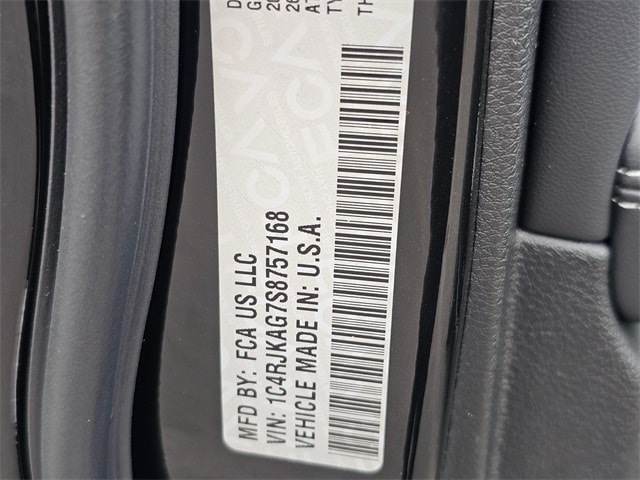 MFD BY: FCA US LLC
VIN: 1C4RJKAG7S8757168
VEHICLE MADE IN: U.S.A.